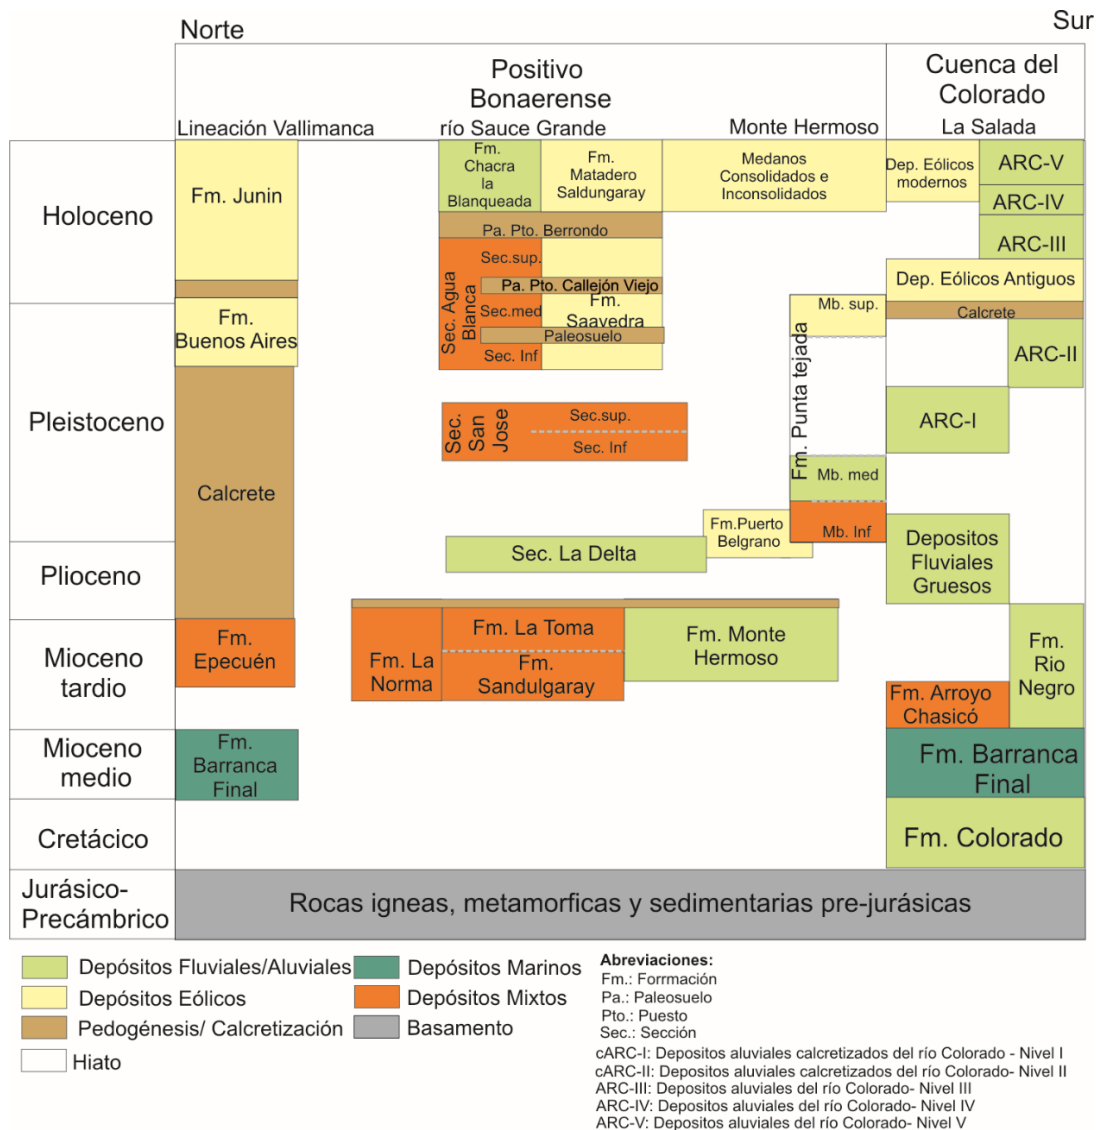 Norte
Sur
Positivo
Bonaerense
Cuenca del
Colorado
Lineación Vallimanca
río Sauce Grande
Monte Hermoso
La Salada
Holoceno
Pleistoceno
Plioceno
Mioceno
tardio
Mioceno
medio
Cretácico
Jurásico-
Precámbrico
Fm. Junin
Fm.
Buenos Aires
Calcrete
Fm.
Epecuén
Fm.
Barranca
Final
Fm.
Chacra
la
Blanqueada
Fm.
Matadero
Saldungaray
Medanos
Consolidados e
Inconsolidados
Pa. Pto. Berrondo
Sec. Agua
Blanca
Sec.sup.
Pa. Pto. Callejón Viejo
Sec.med
Fm.
Saavedra
Paleosuelo
Sec. Inf
Sec.
San
Jose
Sec.sup.
Sec. Inf
Sec. La Delta
Fm.Puerto
Belgrano
Fm. Punta tejada
Mb. sup.
Mb. med
Mb. Inf
Fm. La
Norma
Fm. La Toma
Fm.
Sandulgaray
Fm. Monte
Hermoso
Dep. Eólicos
modernos
ARC-V
ARC-IV
ARC-III
Dep. Eólicos Antiguos
Calcrete
ARC-II
ARC-I
Depositos
Fluviales
Gruesos
Fm.
Rio
Negro
Fm. Arroyo
Chasicó
Fm. Barranca
Final
Fm. Colorado
Rocas igneas, metamorficas y sedimentarias pre-jurásicas
Depósitos Fluviales/Aluviales
Depósitos Eólicos
Pedogénesis/ Calcretización
Hiato
Depósitos Marinos
Depósitos Mixtos
Basamento
Abreviaciones:
Fm.: Forrmación
Pa.: Paleosuelo
Pto.: Puesto
Sec.: Sección
cARC-I: Depositos aluviales calcretizados del río Colorado - Nivel I
cARC-II: Depositos aluviales calcretizados del río Colorado- Nivel II
ARC-III: Depositos aluviales del río Colorado- Nivel III
ARC-IV: Depositos aluviales del río Colorado- Nivel IV
ARC-V: Depositos aluviales del río Colorado- Nivel V